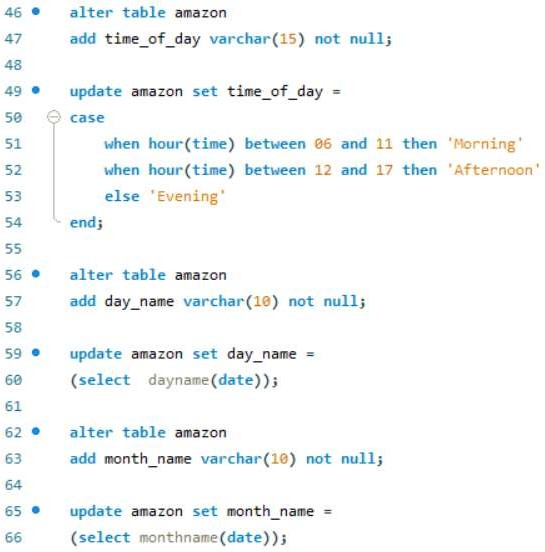 46 alter table amazon
47 add time_of_day varchar(15) not null;
48
49 update amazon set time_of_day =
50 case
51 when hour(time) between 06 and 11 then 'Morning'
52 when hour(time) between 12 and 17 then 'Afternoon'
53 else 'Evening'
54 end;
55
56 alter table amazon
57 add day_name varchar(10) not null;
58
59 update amazon set day_name =
60 (select  dayname(date));
61
62 alter table amazon
63 add month_name varchar(10) not null;
64
65 update amazon set month_name =
66 (select monthname(date));